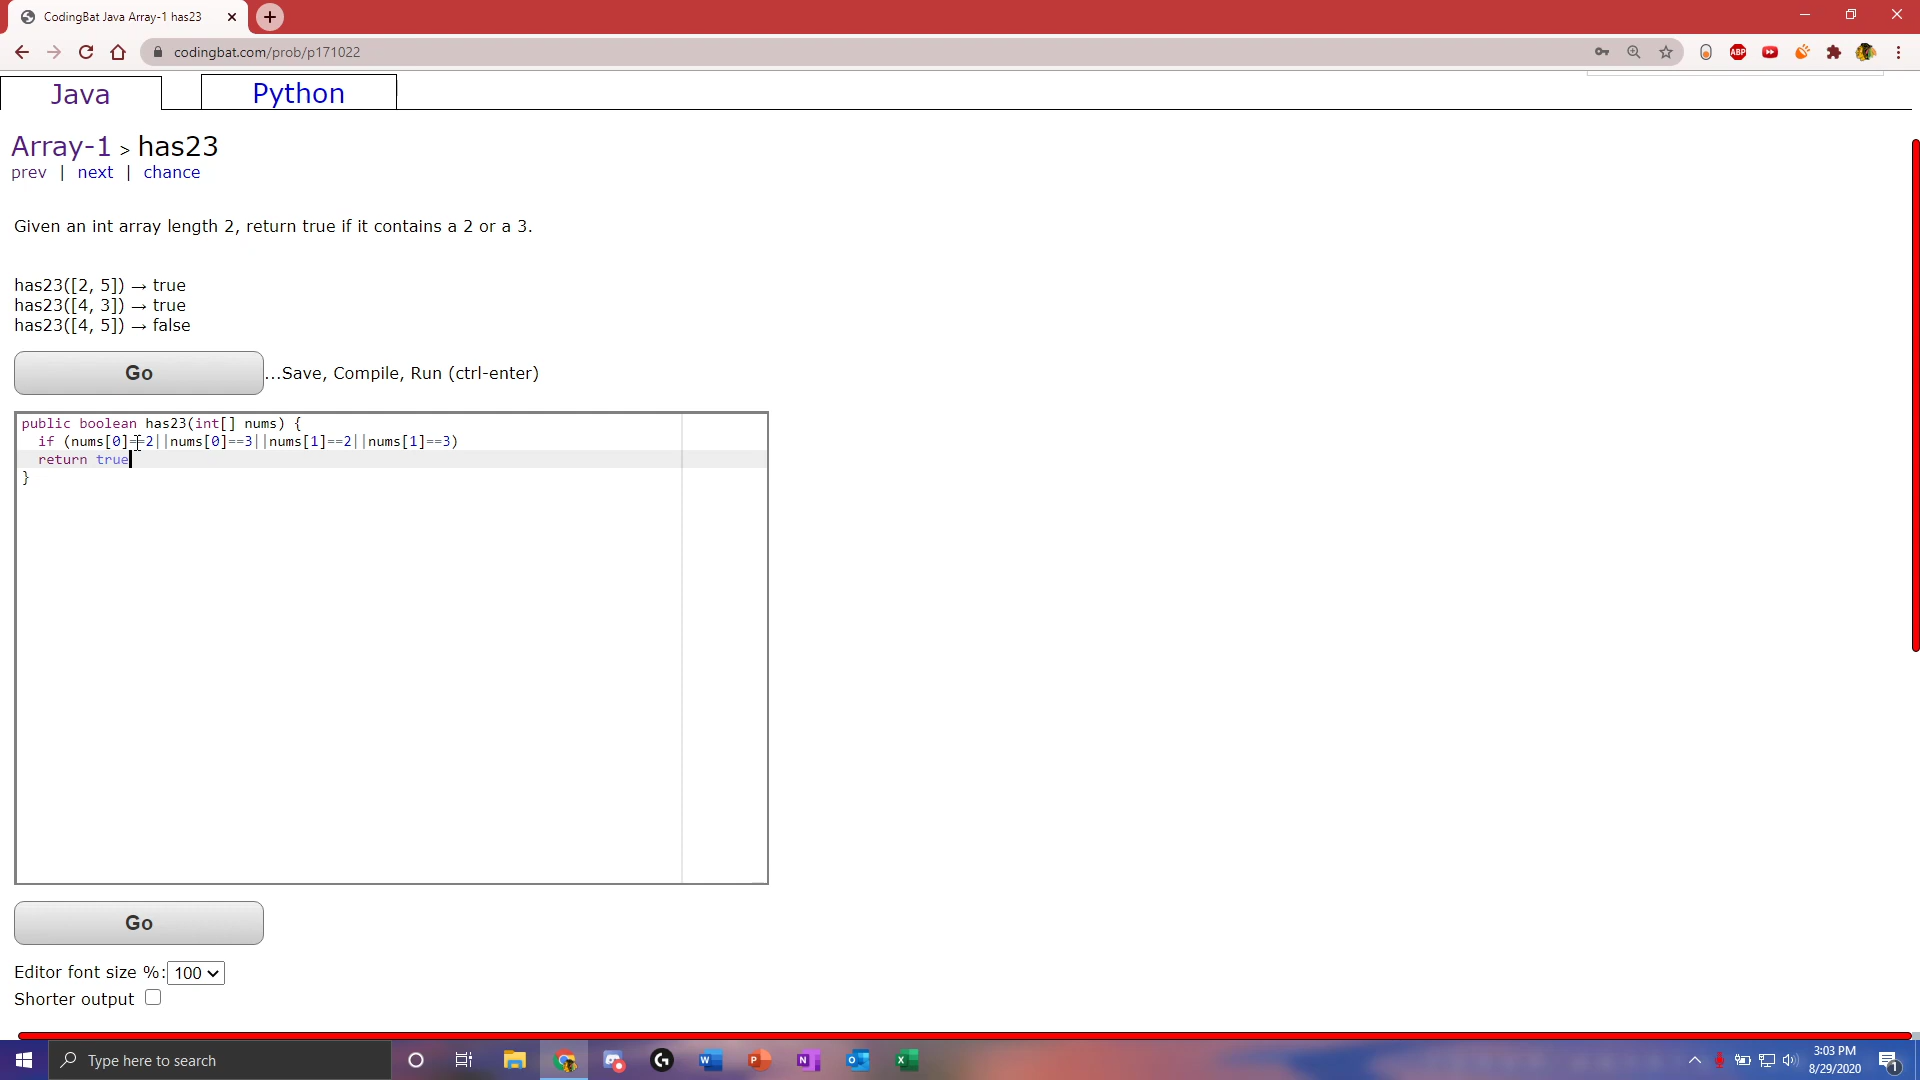 CodingBat Java Array-1 has23
codingbat.com/prob/p171022
ABP
Java
Python
Array-1 > has23
prev | next | chance
Given an int array length 2, return true if it contains a 2 or a 3.
has23([2, 5]) → true
has23([4, 3]) → true
has23([4, 5]) → false
Go
...Save, Compile, Run (ctrl-enter)
public boolean has23(int[] nums) {
if (nums[0]==2||nums[0]==3||nums[1]==2||nums[1]==3)
return true
}
Go
Editor font size %: 100
Shorter output
Type here to search
3:03 PM
8/29/2020
1